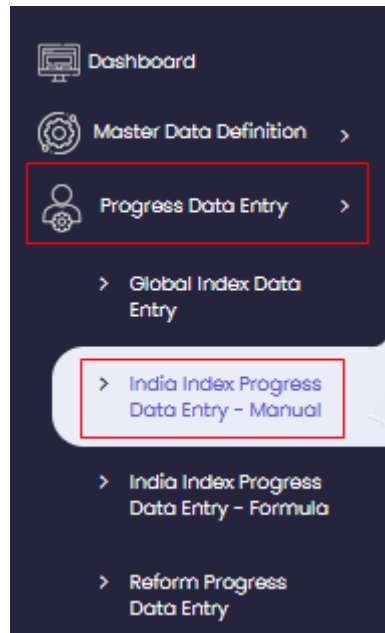 Dashboard
Master Data Definition
Progress Data Entry
Global Index Data
Entry
India Index Progress
Data Entry - Manual
India Index Progress
Data Entry - Formula
Reform Progress
Data Entry